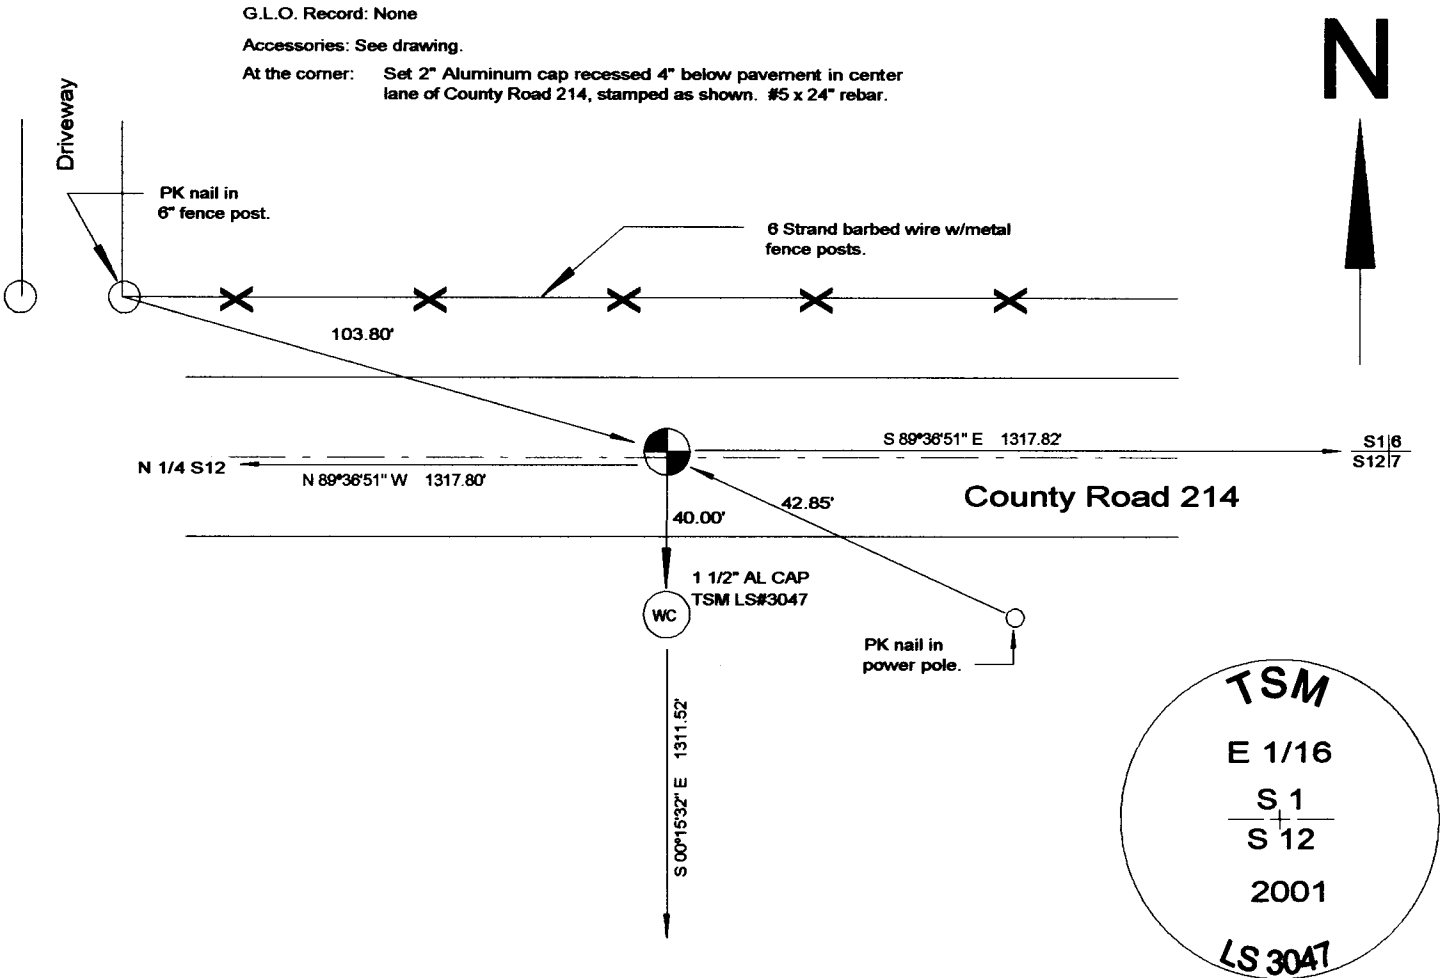 G.L.O. Record: None
Accessories: See drawing.
At the corner: Set 2" Aluminum cap recessed 4" below pavement in center
lane of County Road 214, stamped as shown. #5 x 24" rebar.
N
Driveway
PK nail in
6" fence post.
6 Strand barbed wire w/metal
fence posts.
103.80'
S 89°36'51" E 1317.82'
S1|6
S12|7
N 1/4 S12
N 89°36'51" W 1317.80'
County Road 214
40.00'
42.85'
1 1/2" AL CAP
TSM LS#3047
WC
PK nail in
power pole.
S 00°15'32" E 1311.52'
TSM
E 1/16
S 1
S 12
2001
LS 3047